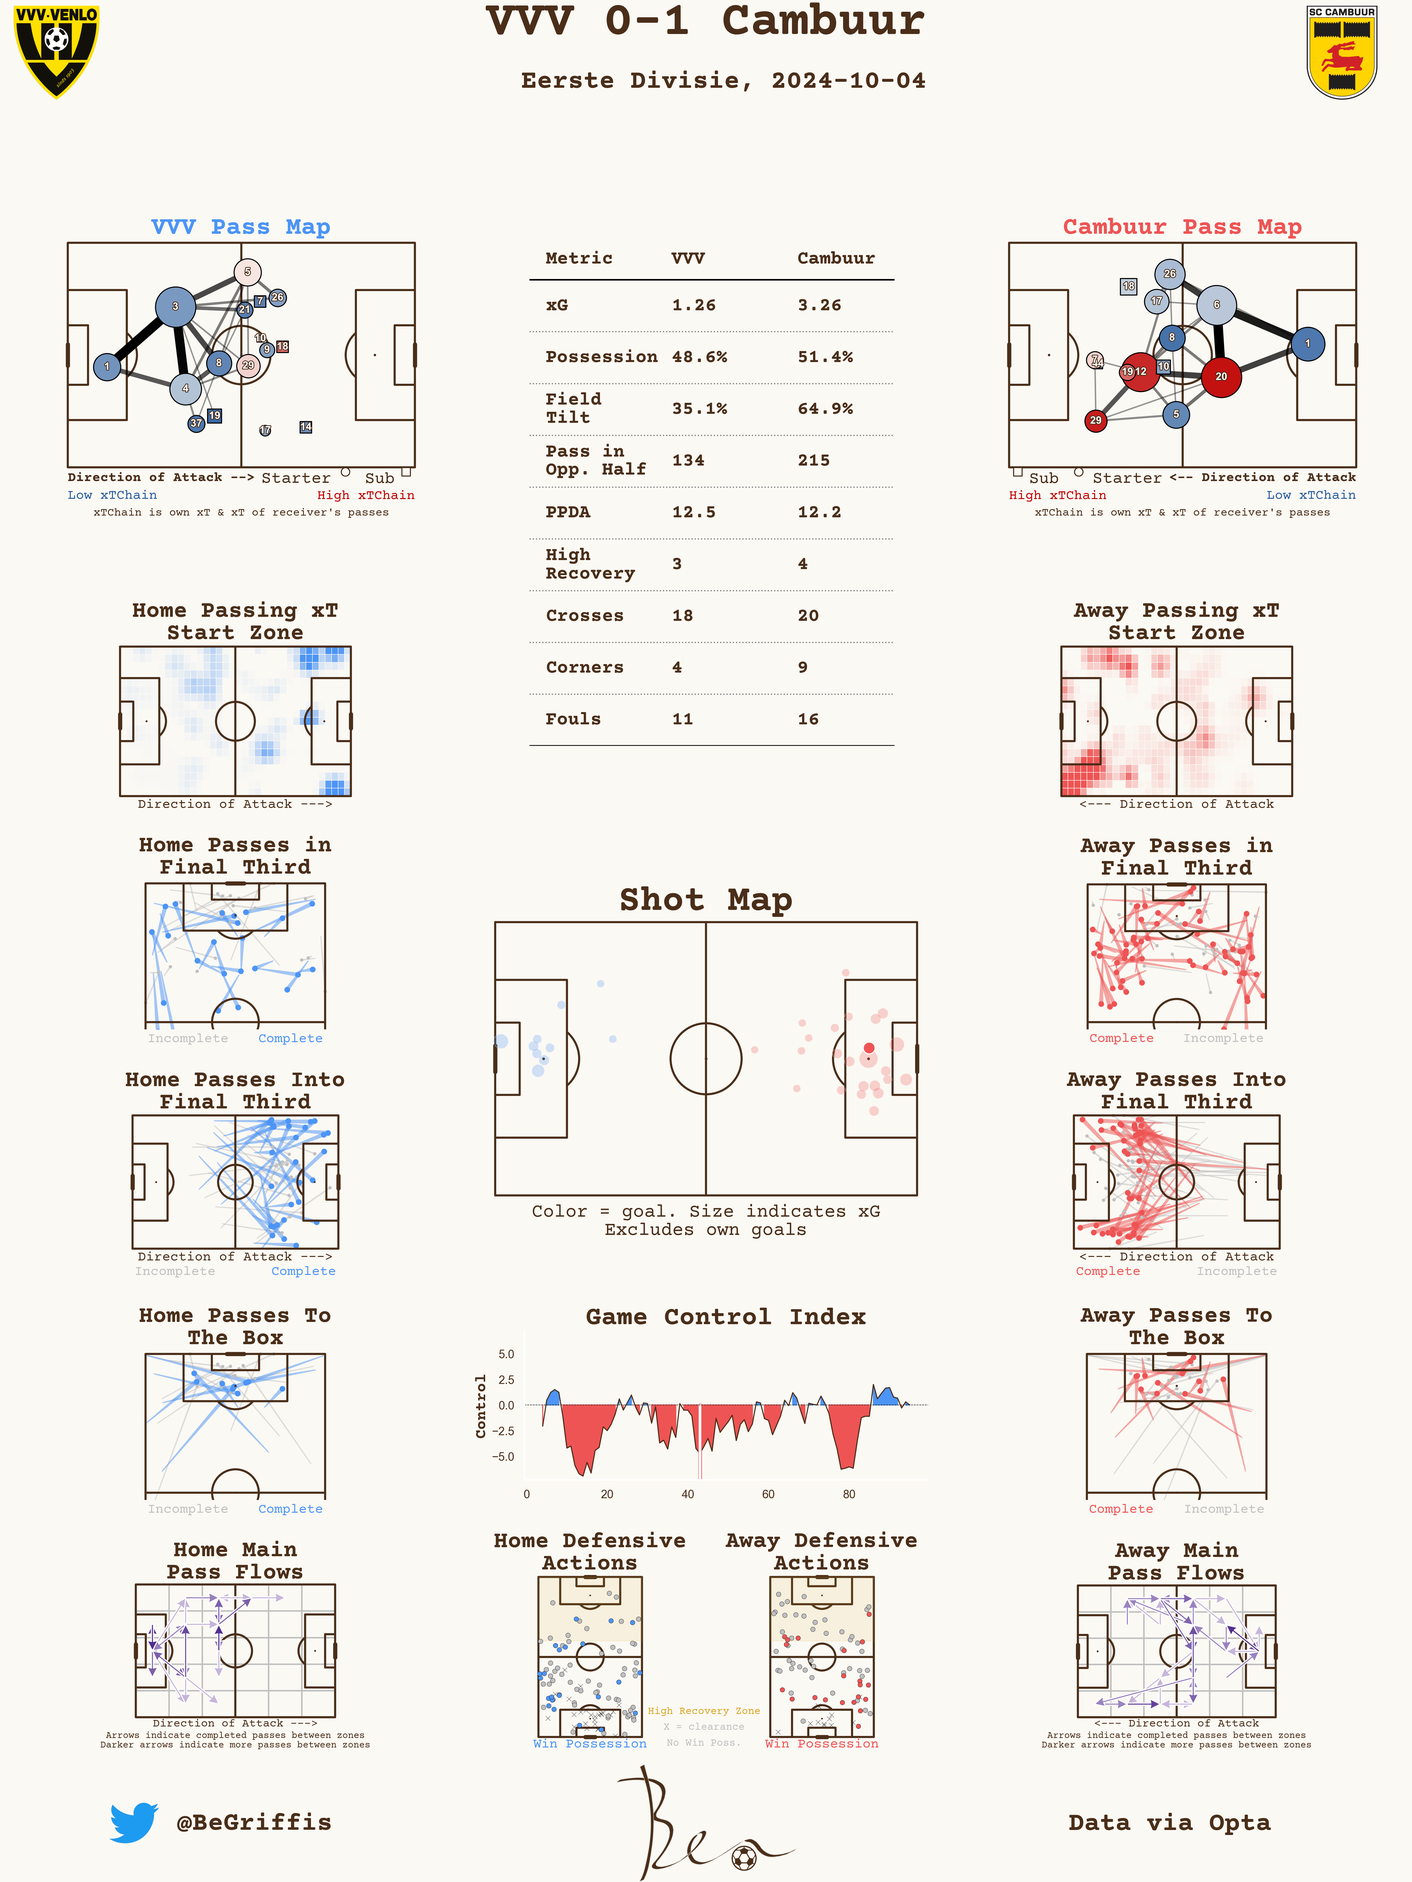 VVV 0-1 Cambuur
Eerste Divisie, 2024-10-04
VVV-VENLO
SC CAMBUUR
VVV Pass Map
1
3
4
5
8
21
7
26
10
9
18
29
37
19
17
14
Direction of Attack --> Starter Sub
Low xTChain High xTChain
xTChain is own xT & xT of receiver's passes
Metric VVV Cambuur
xG 1.26 3.26
Possession 48.6% 51.4%
Field
Tilt 35.1% 64.9%
Pass in
Opp. Half 134 215
PPDA 12.5 12.2
High
Recovery 3 4
Crosses 18 20
Corners 4 9
Fouls 11 16
Cambuur Pass Map
26
18
17
6
8
1
7
19
12
10
20
29
5
Sub Starter <-- Direction of Attack
High xTChain Low xTChain
xTChain is own xT & xT of receiver's passes
Home Passing xT
Start Zone
Direction of Attack --->
Away Passing xT
Start Zone
<--- Direction of Attack
Home Passes in
Final Third
Incomplete Complete
Away Passes in
Final Third
Complete Incomplete
Shot Map
Color = goal. Size indicates xG
Excludes own goals
Home Passes Into
Final Third
Direction of Attack --->
Incomplete Complete
Away Passes Into
Final Third
<--- Direction of Attack
Complete Incomplete
Home Passes To
The Box
Incomplete Complete
Game Control Index
Control
5.0
2.5
0.0
−2.5
−5.0
0 20 40 60 80
Away Passes To
The Box
Complete Incomplete
Home Main
Pass Flows
Direction of Attack --->
Arrows indicate completed passes between zones
Darker arrows indicate more passes between zones
Home Defensive
Actions
Win Possession
High Recovery Zone
X = clearance
No Win Poss.
Away Defensive
Actions
Win Possession
Away Main
Pass Flows
<--- Direction of Attack
Arrows indicate completed passes between zones
Darker arrows indicate more passes between zones
@BeGriffis
Ben
Data via Opta